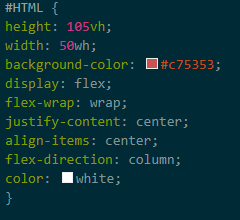 #HTML {
height: 105vh;
width: 50wh;
background-color: #c75353;
display: flex;
flex-wrap: wrap;
justify-content: center;
align-items: center;
flex-direction: column;
color: white;
}